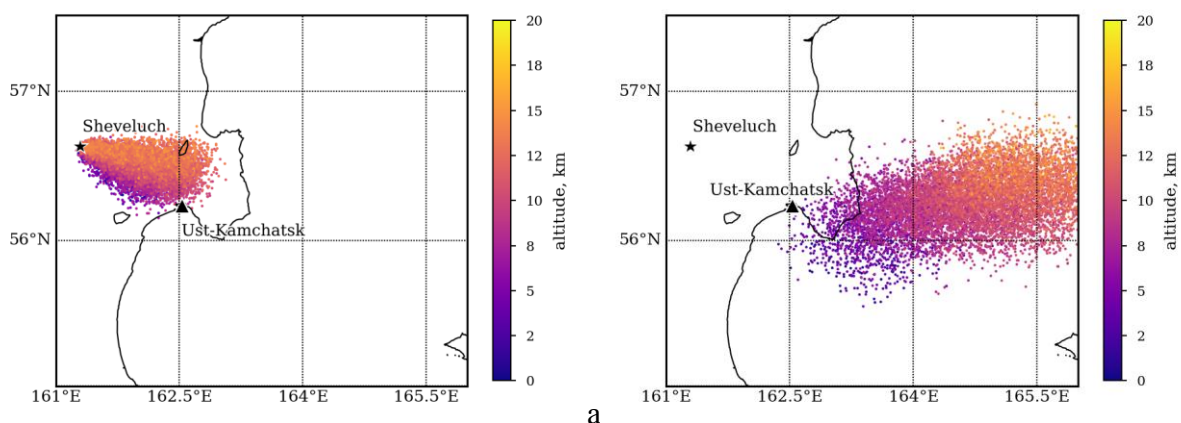 57°N
56°N
161°E
162.5°E
164°E
165.5°E
Sheveluch
Ust-Kamchatsk
20
18
15
12
10
8
5
2
0
altitude, km
57°N
56°N
161°E
162.5°E
164°E
165.5°E
Sheveluch
Ust-Kamchatsk
20
18
15
12
10
8
5
2
0
altitude, km
a